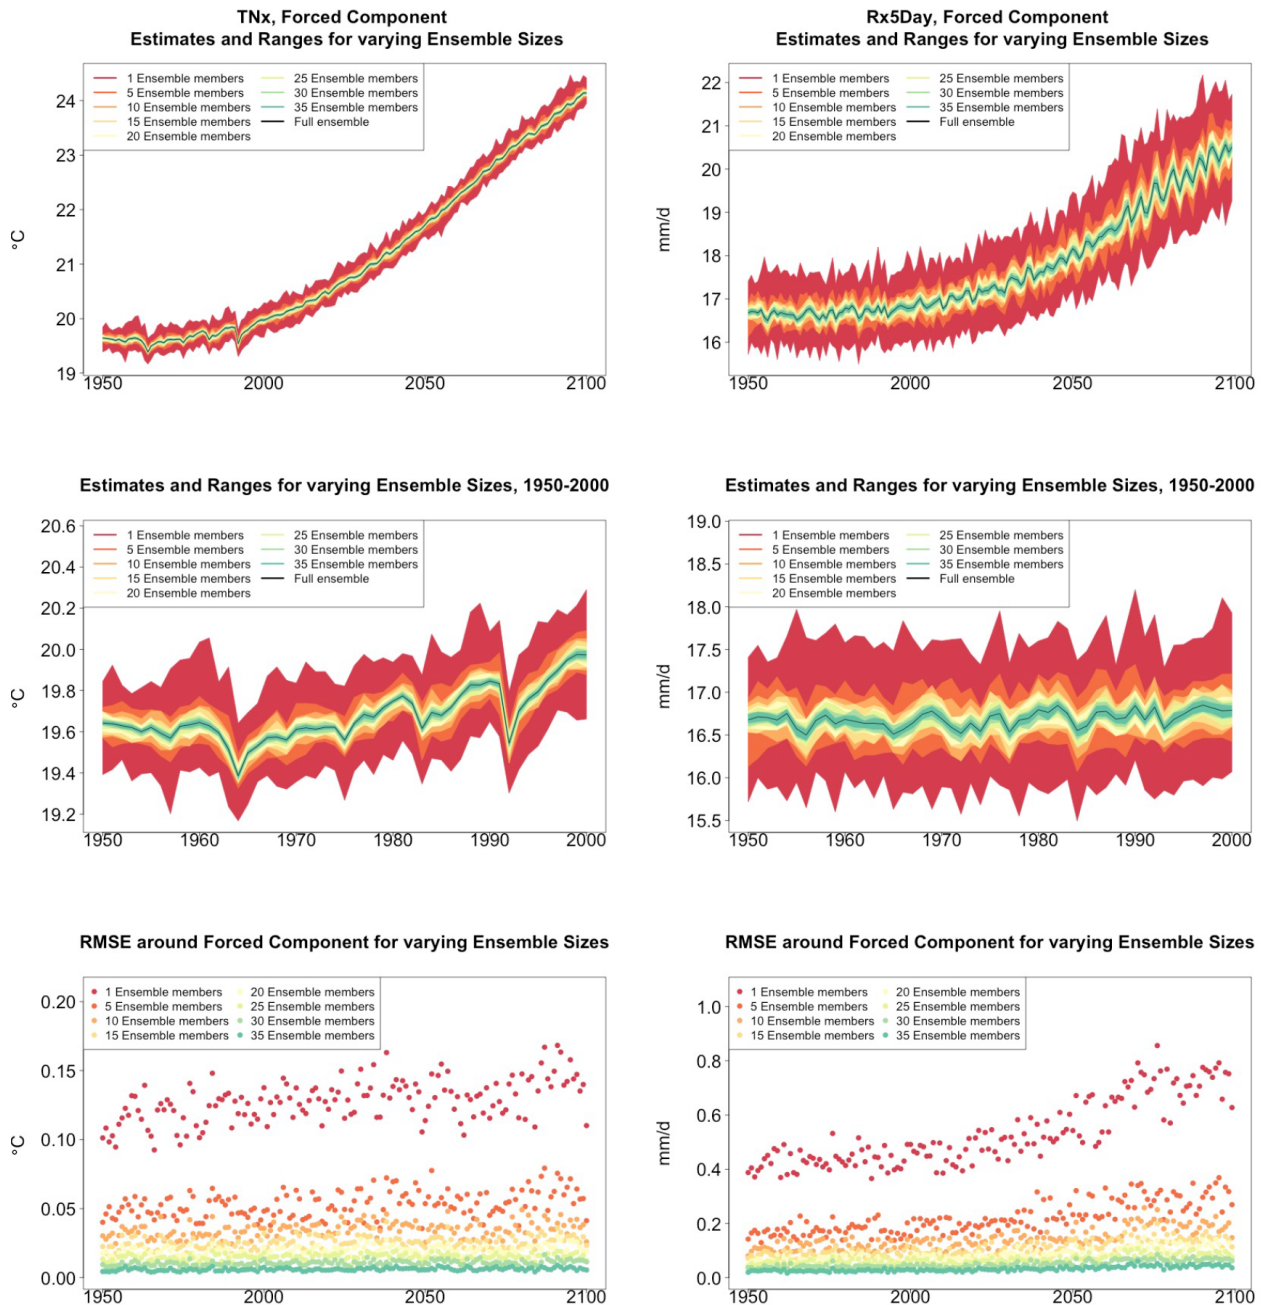 TNx, Forced Component
Estimates and Ranges for varying Ensemble Sizes
1 Ensemble members
5 Ensemble members
10 Ensemble members
15 Ensemble members
20 Ensemble members
25 Ensemble members
30 Ensemble members
35 Ensemble members
Full ensemble
°C
24
23
22
21
20
19
1950
2000
2050
2100
Rx5Day, Forced Component
Estimates and Ranges for varying Ensemble Sizes
1 Ensemble members
5 Ensemble members
10 Ensemble members
15 Ensemble members
20 Ensemble members
25 Ensemble members
30 Ensemble members
35 Ensemble members
Full ensemble
mm/d
22
21
20
19
18
17
16
1950
2000
2050
2100
Estimates and Ranges for varying Ensemble Sizes, 1950-2000
1 Ensemble members
5 Ensemble members
10 Ensemble members
15 Ensemble members
20 Ensemble members
25 Ensemble members
30 Ensemble members
35 Ensemble members
Full ensemble
°C
20.6
20.4
20.2
20.0
19.8
19.6
19.4
19.2
1950
1960
1970
1980
1990
2000
Estimates and Ranges for varying Ensemble Sizes, 1950-2000
1 Ensemble members
5 Ensemble members
10 Ensemble members
15 Ensemble members
20 Ensemble members
25 Ensemble members
30 Ensemble members
35 Ensemble members
Full ensemble
mm/d
19.0
18.5
18.0
17.5
17.0
16.5
16.0
15.5
1950
1960
1970
1980
1990
2000
RMSE around Forced Component for varying Ensemble Sizes
1 Ensemble members
5 Ensemble members
10 Ensemble members
15 Ensemble members
20 Ensemble members
25 Ensemble members
30 Ensemble members
35 Ensemble members
°C
0.20
0.15
0.10
0.05
0.00
1950
2000
2050
2100
RMSE around Forced Component for varying Ensemble Sizes
1 Ensemble members
5 Ensemble members
10 Ensemble members
15 Ensemble members
20 Ensemble members
25 Ensemble members
30 Ensemble members
35 Ensemble members
mm/d
1.0
0.8
0.6
0.4
0.2
0.0
1950
2000
2050
2100